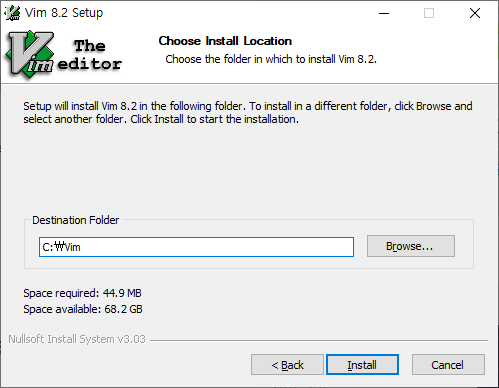 Vim 8.2 Setup
The
Vim
editor
Choose Install Location
Choose the folder in which to install Vim 8.2.
Setup will install Vim 8.2 in the following folder. To install in a different folder, click Browse and
select another folder. Click Install to start the installation.
Destination Folder
C:₩Vim
Browse...
Space required: 44.9 MB
Space available: 68.2 GB
Nullsoft Install System v3.03
< Back
Install
Cancel